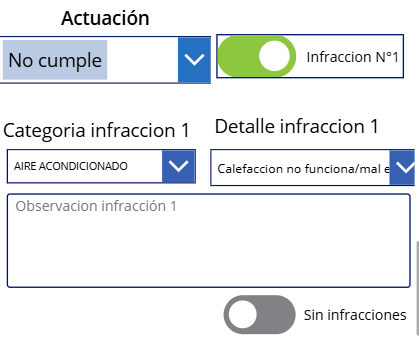 Actuación
No cumple
Infraccion N°1
Categoria infraccion 1
Detalle infraccion 1
AIRE ACONDICIONADO
Calefaccion no funciona/mal e
Observacion infracción 1
Sin infracciones